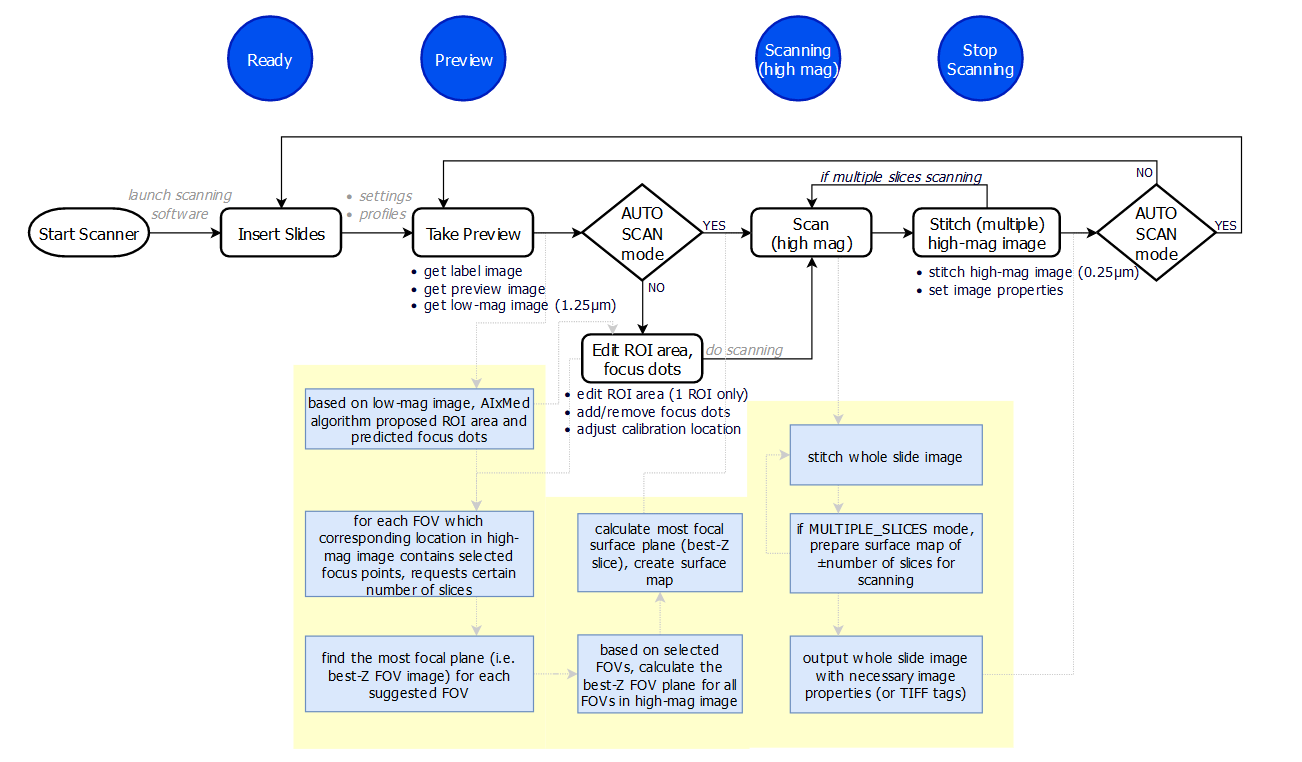 Ready
Preview
Scanning
(high mag)
Stop
Scanning
launch scanning
software
• settings
• profiles
if multiple slices scanning
NO
Start Scanner
Insert Slides
Take Preview
AUTO
SCAN
mode
YES
Scan
(high mag)
Stitch (multiple)
high-mag image
AUTO
SCAN
mode
YES
• get label image
• get preview image
• get low-mag image (1.25µm)
NO
• stitch high-mag image (0.25µm)
• set image properties
Edit ROI area,
focus dots
do scanning
• edit ROI area (1 ROI only)
• add/remove focus dots
• adjust calibration location
based on low-mag image, AIxMed
algorithm proposed ROI area and
predicted focus dots
stitch whole slide image
for each FOV which
corresponding location in high-
mag image contains selected
focus points, requests certain
number of slices
calculate most focal
surface plane (best-Z
slice), create surface
map
if MULTIPLE_SLICES mode,
prepare surface map of
±number of slices for
scanning
find the most focal plane (i.e.
best-Z FOV image) for each
suggested FOV
based on selected
FOVs, calculate the
best-Z FOV plane for all
FOVs in high-mag image
output whole slide image
with necessary image
properties (or TIFF tags)